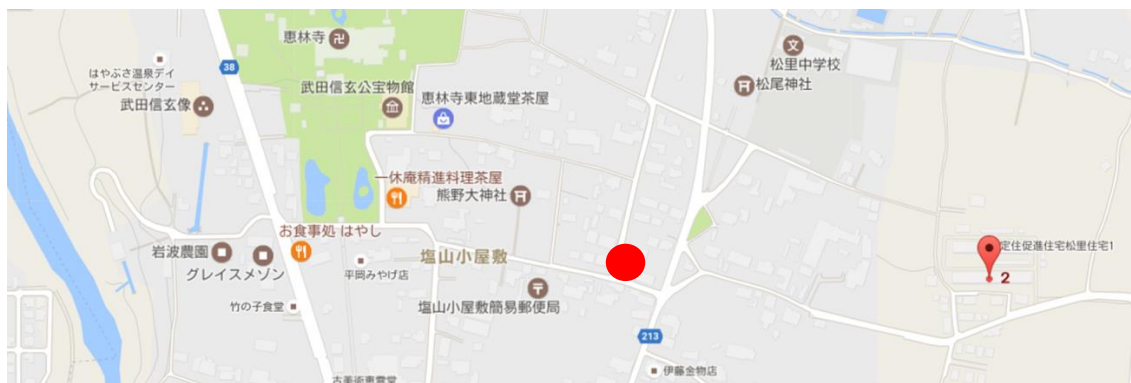 恵林寺
松里中学校
38
はやぶさ温泉デイ
サービスセンター
武田信玄公宝物館
松尾神社
武田信玄像
恵林寺東地蔵堂茶屋
一休庵精進料理茶屋
熊野大神社
お食事処 はやし
岩波農園
塩山小屋敷
定住促進住宅松里住宅1
グレイスメゾン
平岡みやげ店
2
竹の子食堂
塩山小屋敷簡易郵便局
213
伊藤金物店